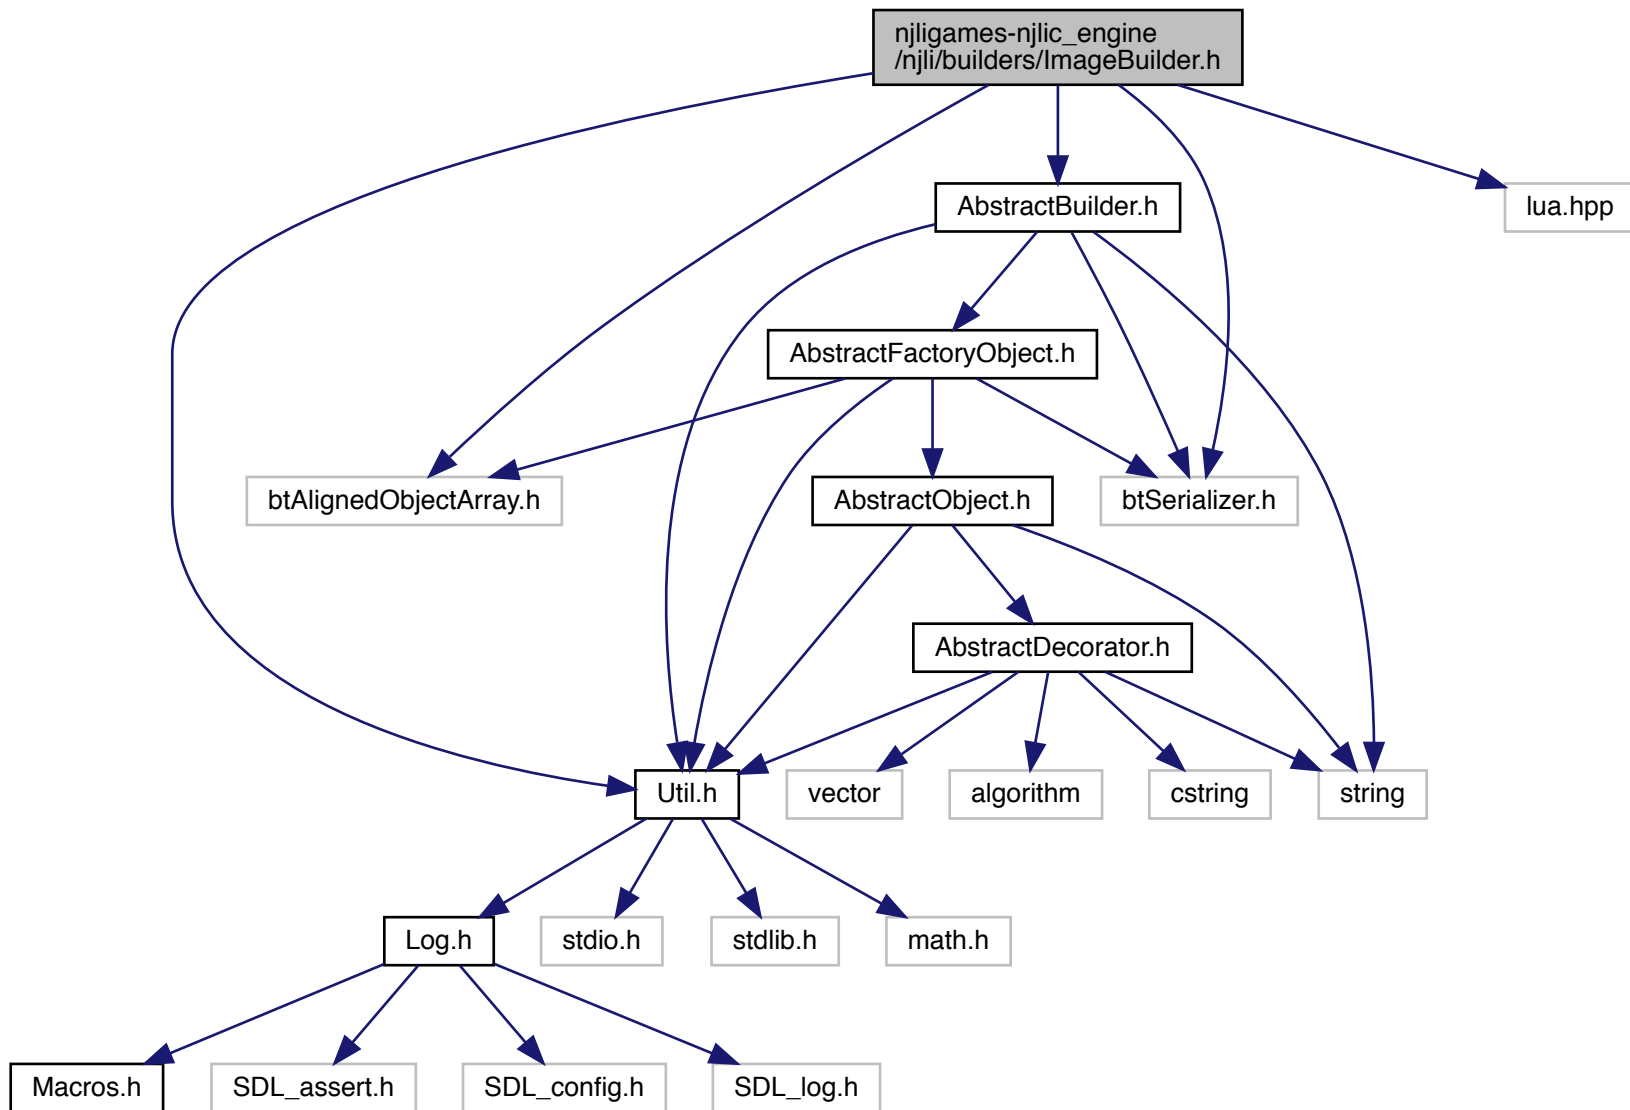 njligames-njlic_engine
/njli/builders/ImageBuilder.h
AbstractBuilder.h
lua.hpp
AbstractFactoryObject.h
btAlignedObjectArray.h
AbstractObject.h
btSerializer.h
AbstractDecorator.h
Util.h
vector
algorithm
cstring
string
Log.h
stdio.h
stdlib.h
math.h
Macros.h
SDL_assert.h
SDL_config.h
SDL_log.h